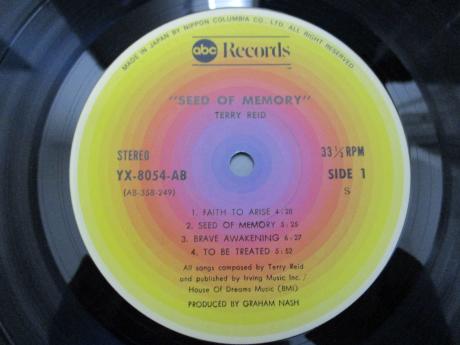 MADE IN JAPAN BY NIPPON COLUMBIA CO., LTD. ALL RIGHTS RESERVED
abc Records
"SEED OF MEMORY"
TERRY REID
STEREO
YX-8054-AB
(AB-358-249)
33 1/3 RPM
SIDE 1
S
1. FAITH TO ARISE 4:28
2. SEED OF MEMORY 5:25
3. BRAVE AWAKENING 6:27
4. TO BE TREATED 5:52
All songs composed by Terry Reid
and published by Irving Music Inc./
House Of Dreams Music (BMI)
PRODUCED BY GRAHAM NASH